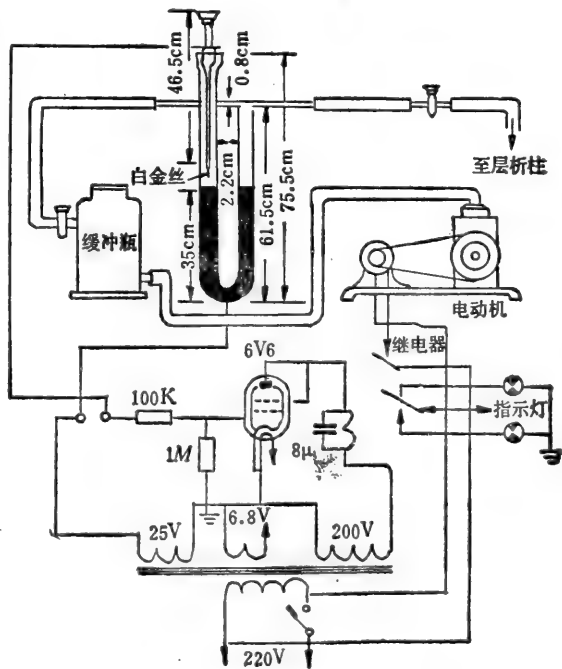 46.5cm
0.8cm
白金丝
2.2cm
61.5cm
75.5cm
35cm
缓冲瓶
至层析柱
电动机
继电器
指示灯
6V6
100K
1M
8μ
25V
6.8V
200V
220V